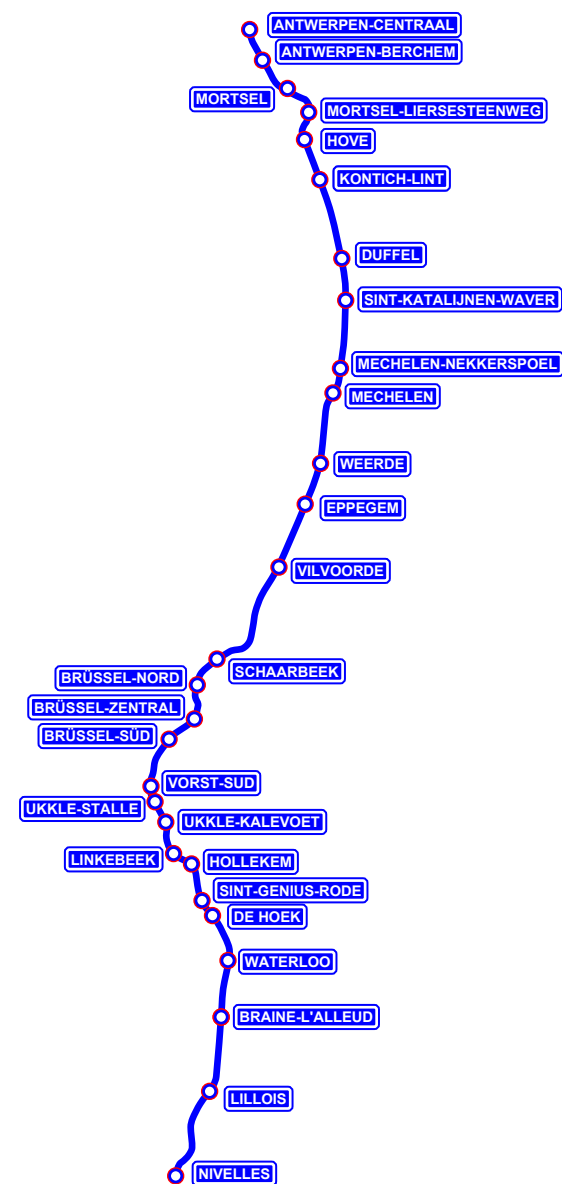 ANTWERPEN-CENTRAAL
ANTWERPEN-BERCHEM
MORTSEL
MORTSEL-LIERSESTEENWEG
HOVE
KONTICH-LINT
DUFFEL
SINT-KATALIJNEN-WAVER
MECHELEN-NEKKERSPOEL
MECHELEN
WEERDE
EPPEGEM
VILVOORDE
SCHAARBEEK
BRÜSSEL-NORD
BRÜSSEL-ZENTRAL
BRÜSSEL-SÜD
VORST-SUD
UKKLE-STALLE
UKKLE-KALEVOET
LINKEBEEK
HOLLEKEM
SINT-GENIUS-RODE
DE HOEK
WATERLOO
BRAINE-L'ALLEUD
LILLOIS
NIVELLES